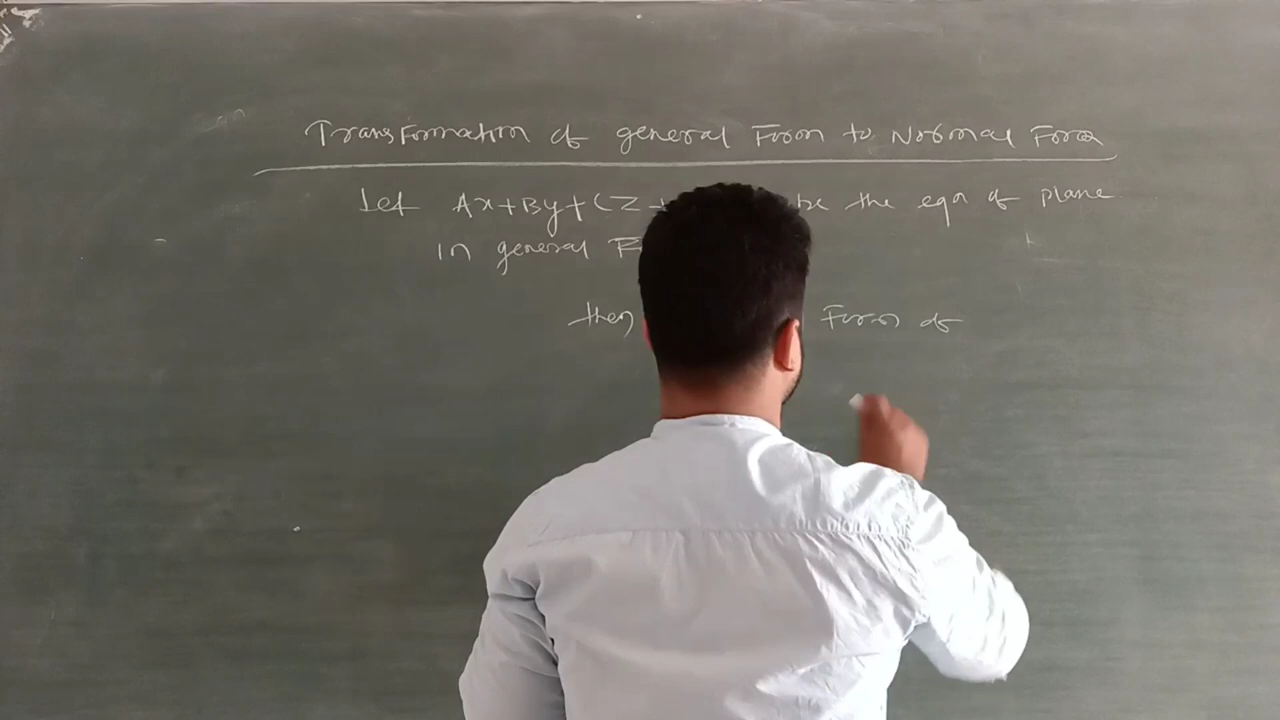 Transformation of general Form to Normal Form
Let Ax+By+CZ+ be the eqn of plane
in general F
then Form is